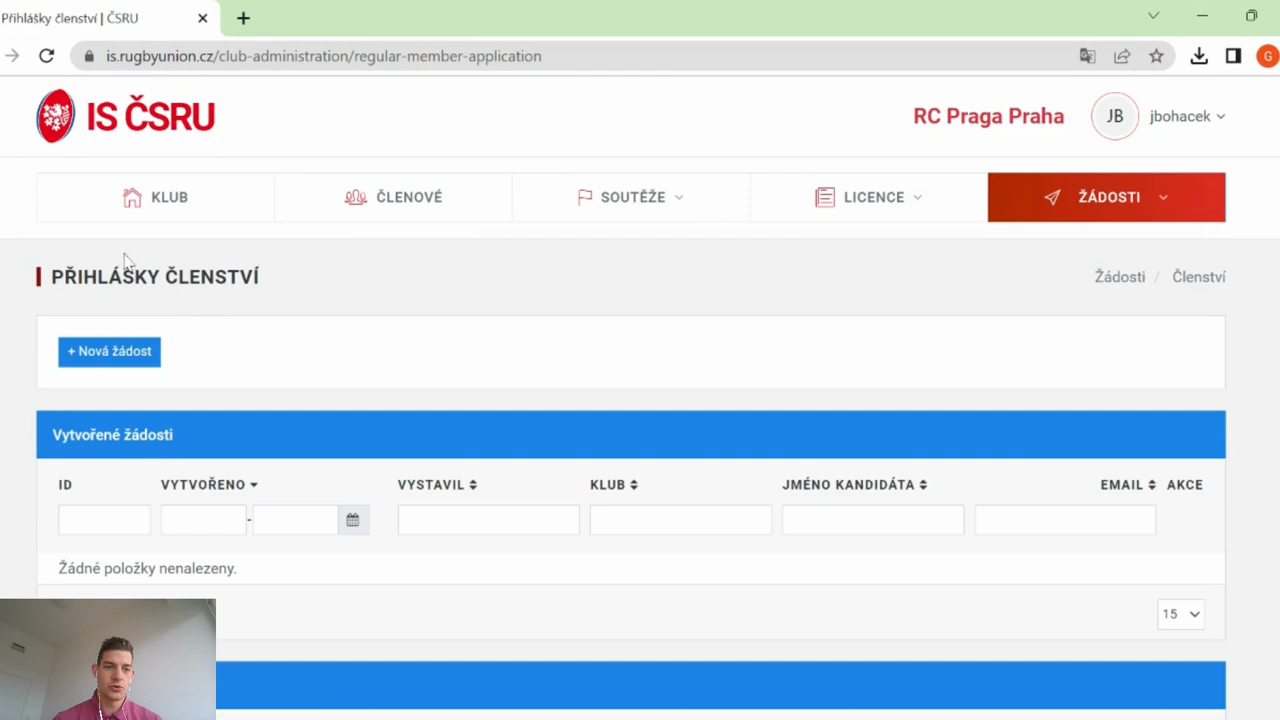 Přihlášky členství | ČSRU
is.rugbyunion.cz/club-administration/regular-member-application
G
IS ČSRU
RC Praga Praha
JB
jbohacek
KLUB
ČLENOVÉ
SOUTĚŽE
LICENCE
ŽÁDOSTI
PŘIHLÁŠKY ČLENSTVÍ
Žádosti / Členství
+ Nová žádost
Vytvořené žádosti
ID VYTVOŘENO VYSTAVIL KLUB JMÉNO KANDIDÁTA EMAIL AKCE
-
Žádné položky nenalezeny.
15